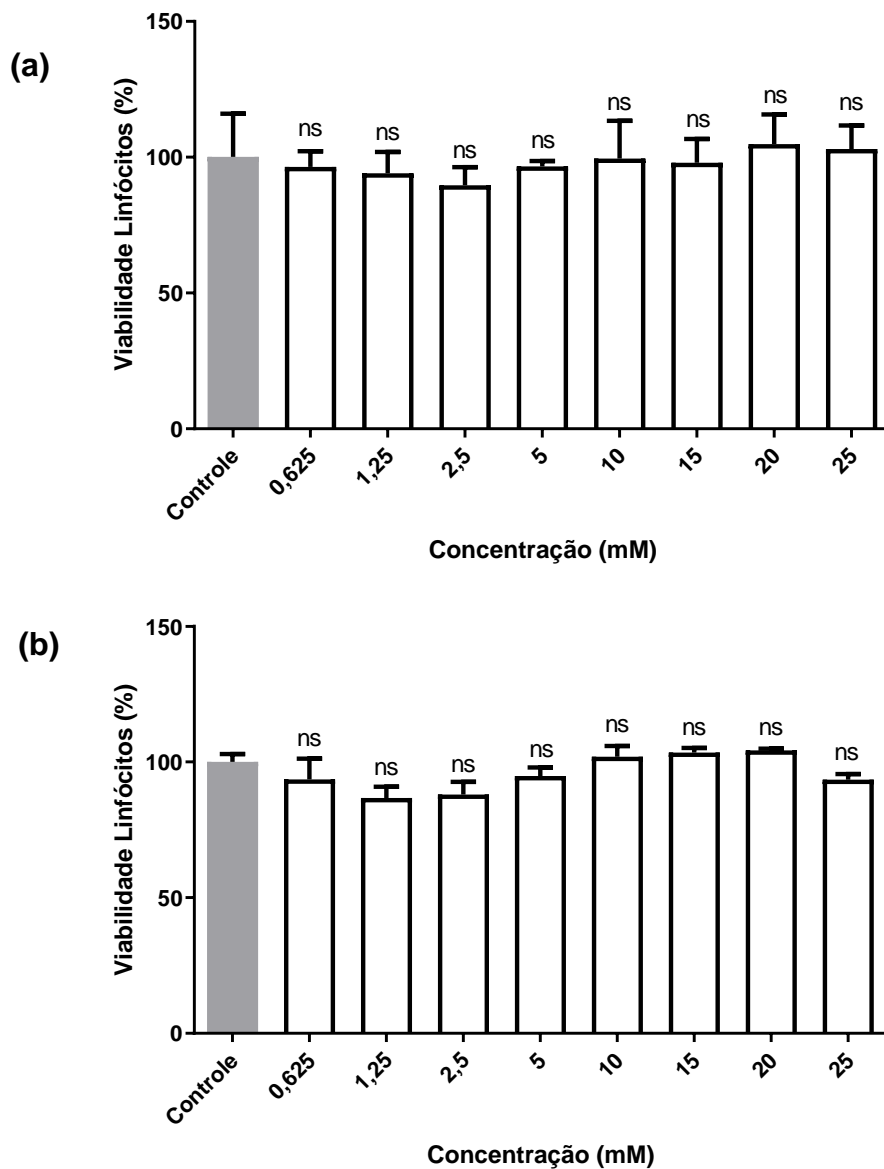 (a)
Viabilidade Linfócitos (%)
150
100
50
0
ns
ns
ns
ns
ns
ns
ns
ns
Controle
0,625
1,25
2,5
5
10
15
20
25
Concentração (mM)
(b)
Viabilidade Linfócitos (%)
150
100
50
0
ns
ns
ns
ns
ns
ns
ns
ns
Controle
0,625
1,25
2,5
5
10
15
20
25
Concentração (mM)